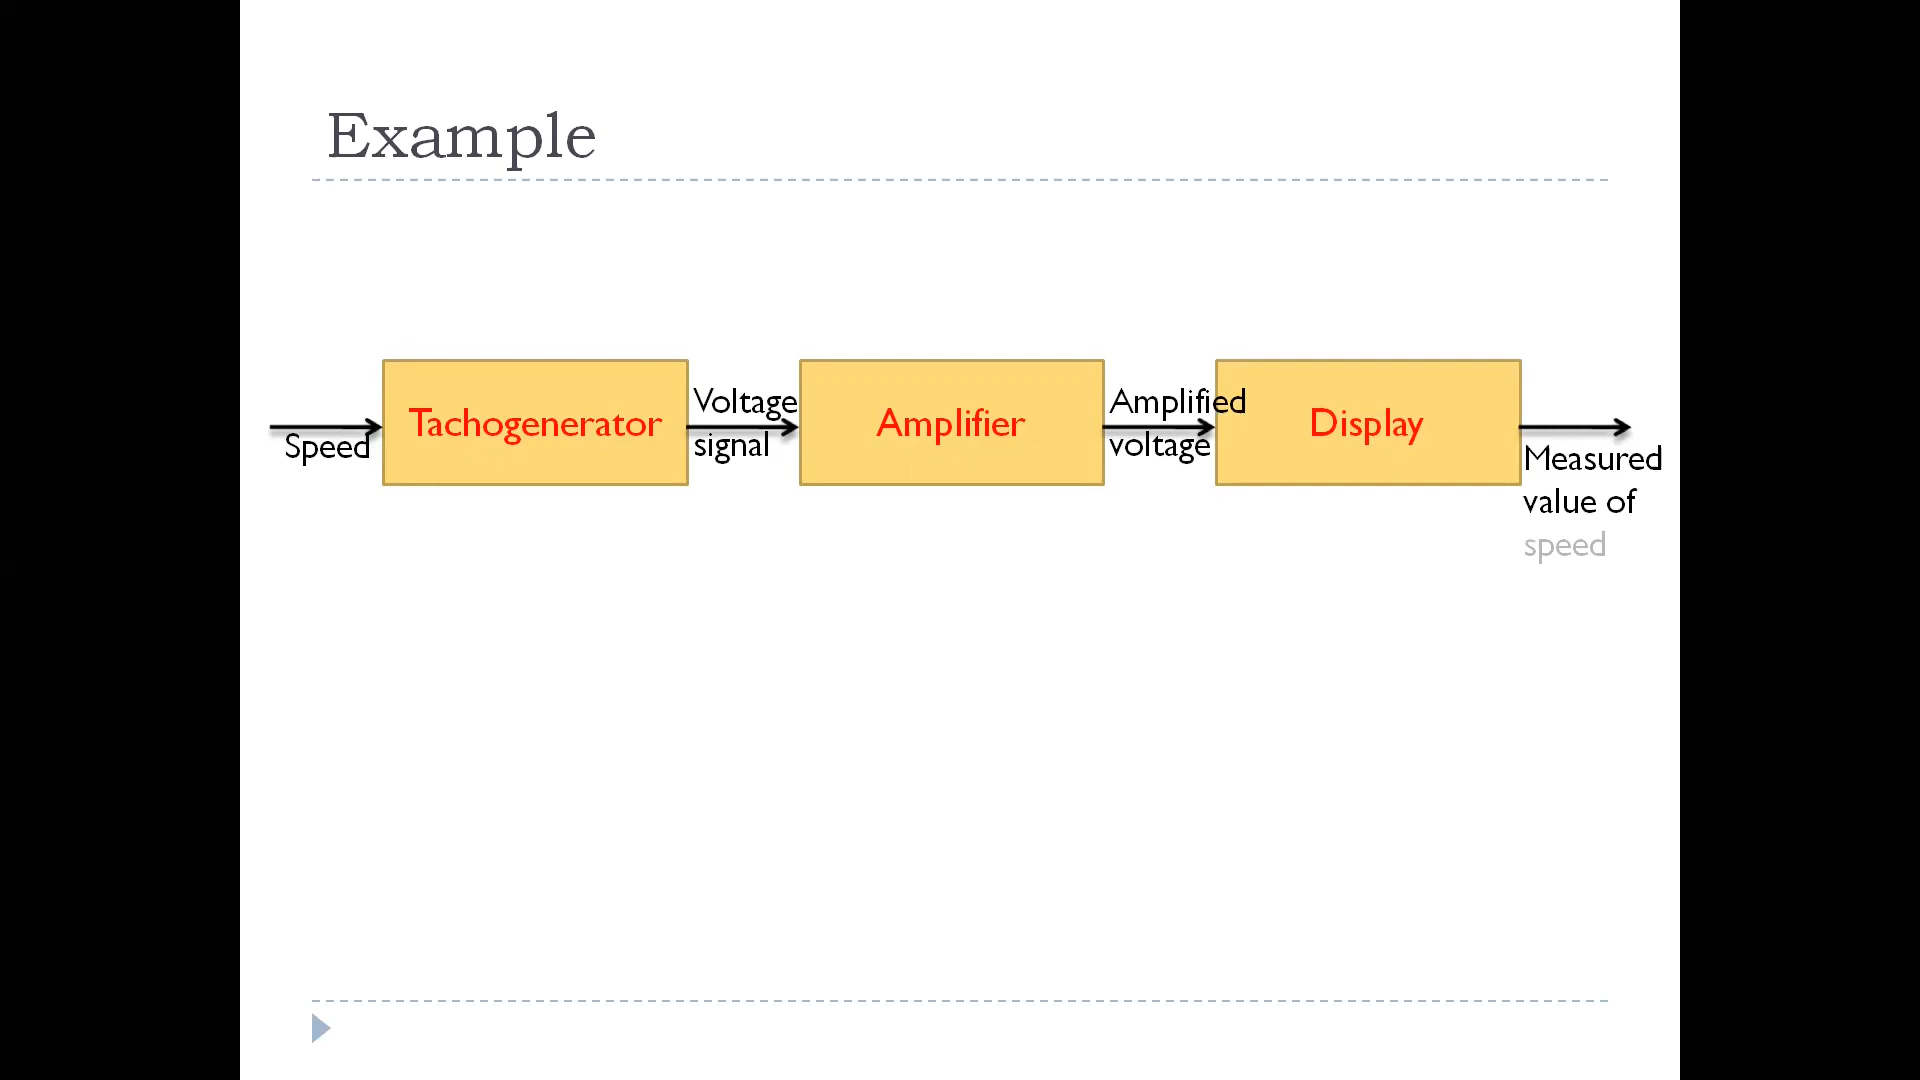 Example
Speed
Tachogenerator
Voltage
signal
Amplifier
Amplified
voltage
Display
Measured
value of
speed